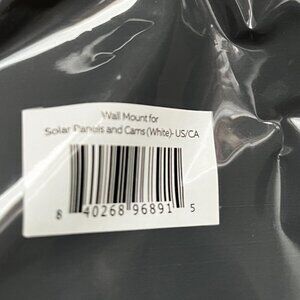 Wall Mount for
Solar Panels and Cams (White)- US/CA
8 40268 96891 5